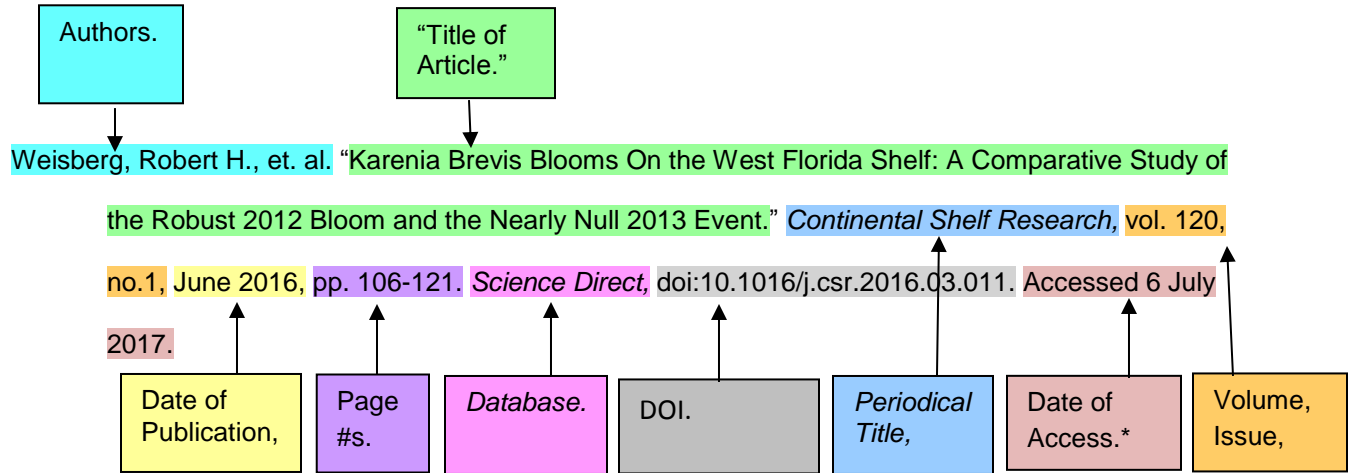 Authors.
“Title of
Article.”
Weisberg, Robert H., et. al. “Karenia Brevis Blooms On the West Florida Shelf: A Comparative Study of
the Robust 2012 Bloom and the Nearly Null 2013 Event.” Continental Shelf Research, vol. 120,
no.1, June 2016, pp. 106-121. Science Direct, doi:10.1016/j.csr.2016.03.011. Accessed 6 July
2017.
Date of
Publication,
Page
#s.
Database.
DOI.
Periodical
Title,
Date of
Access.*
Volume,
Issue,